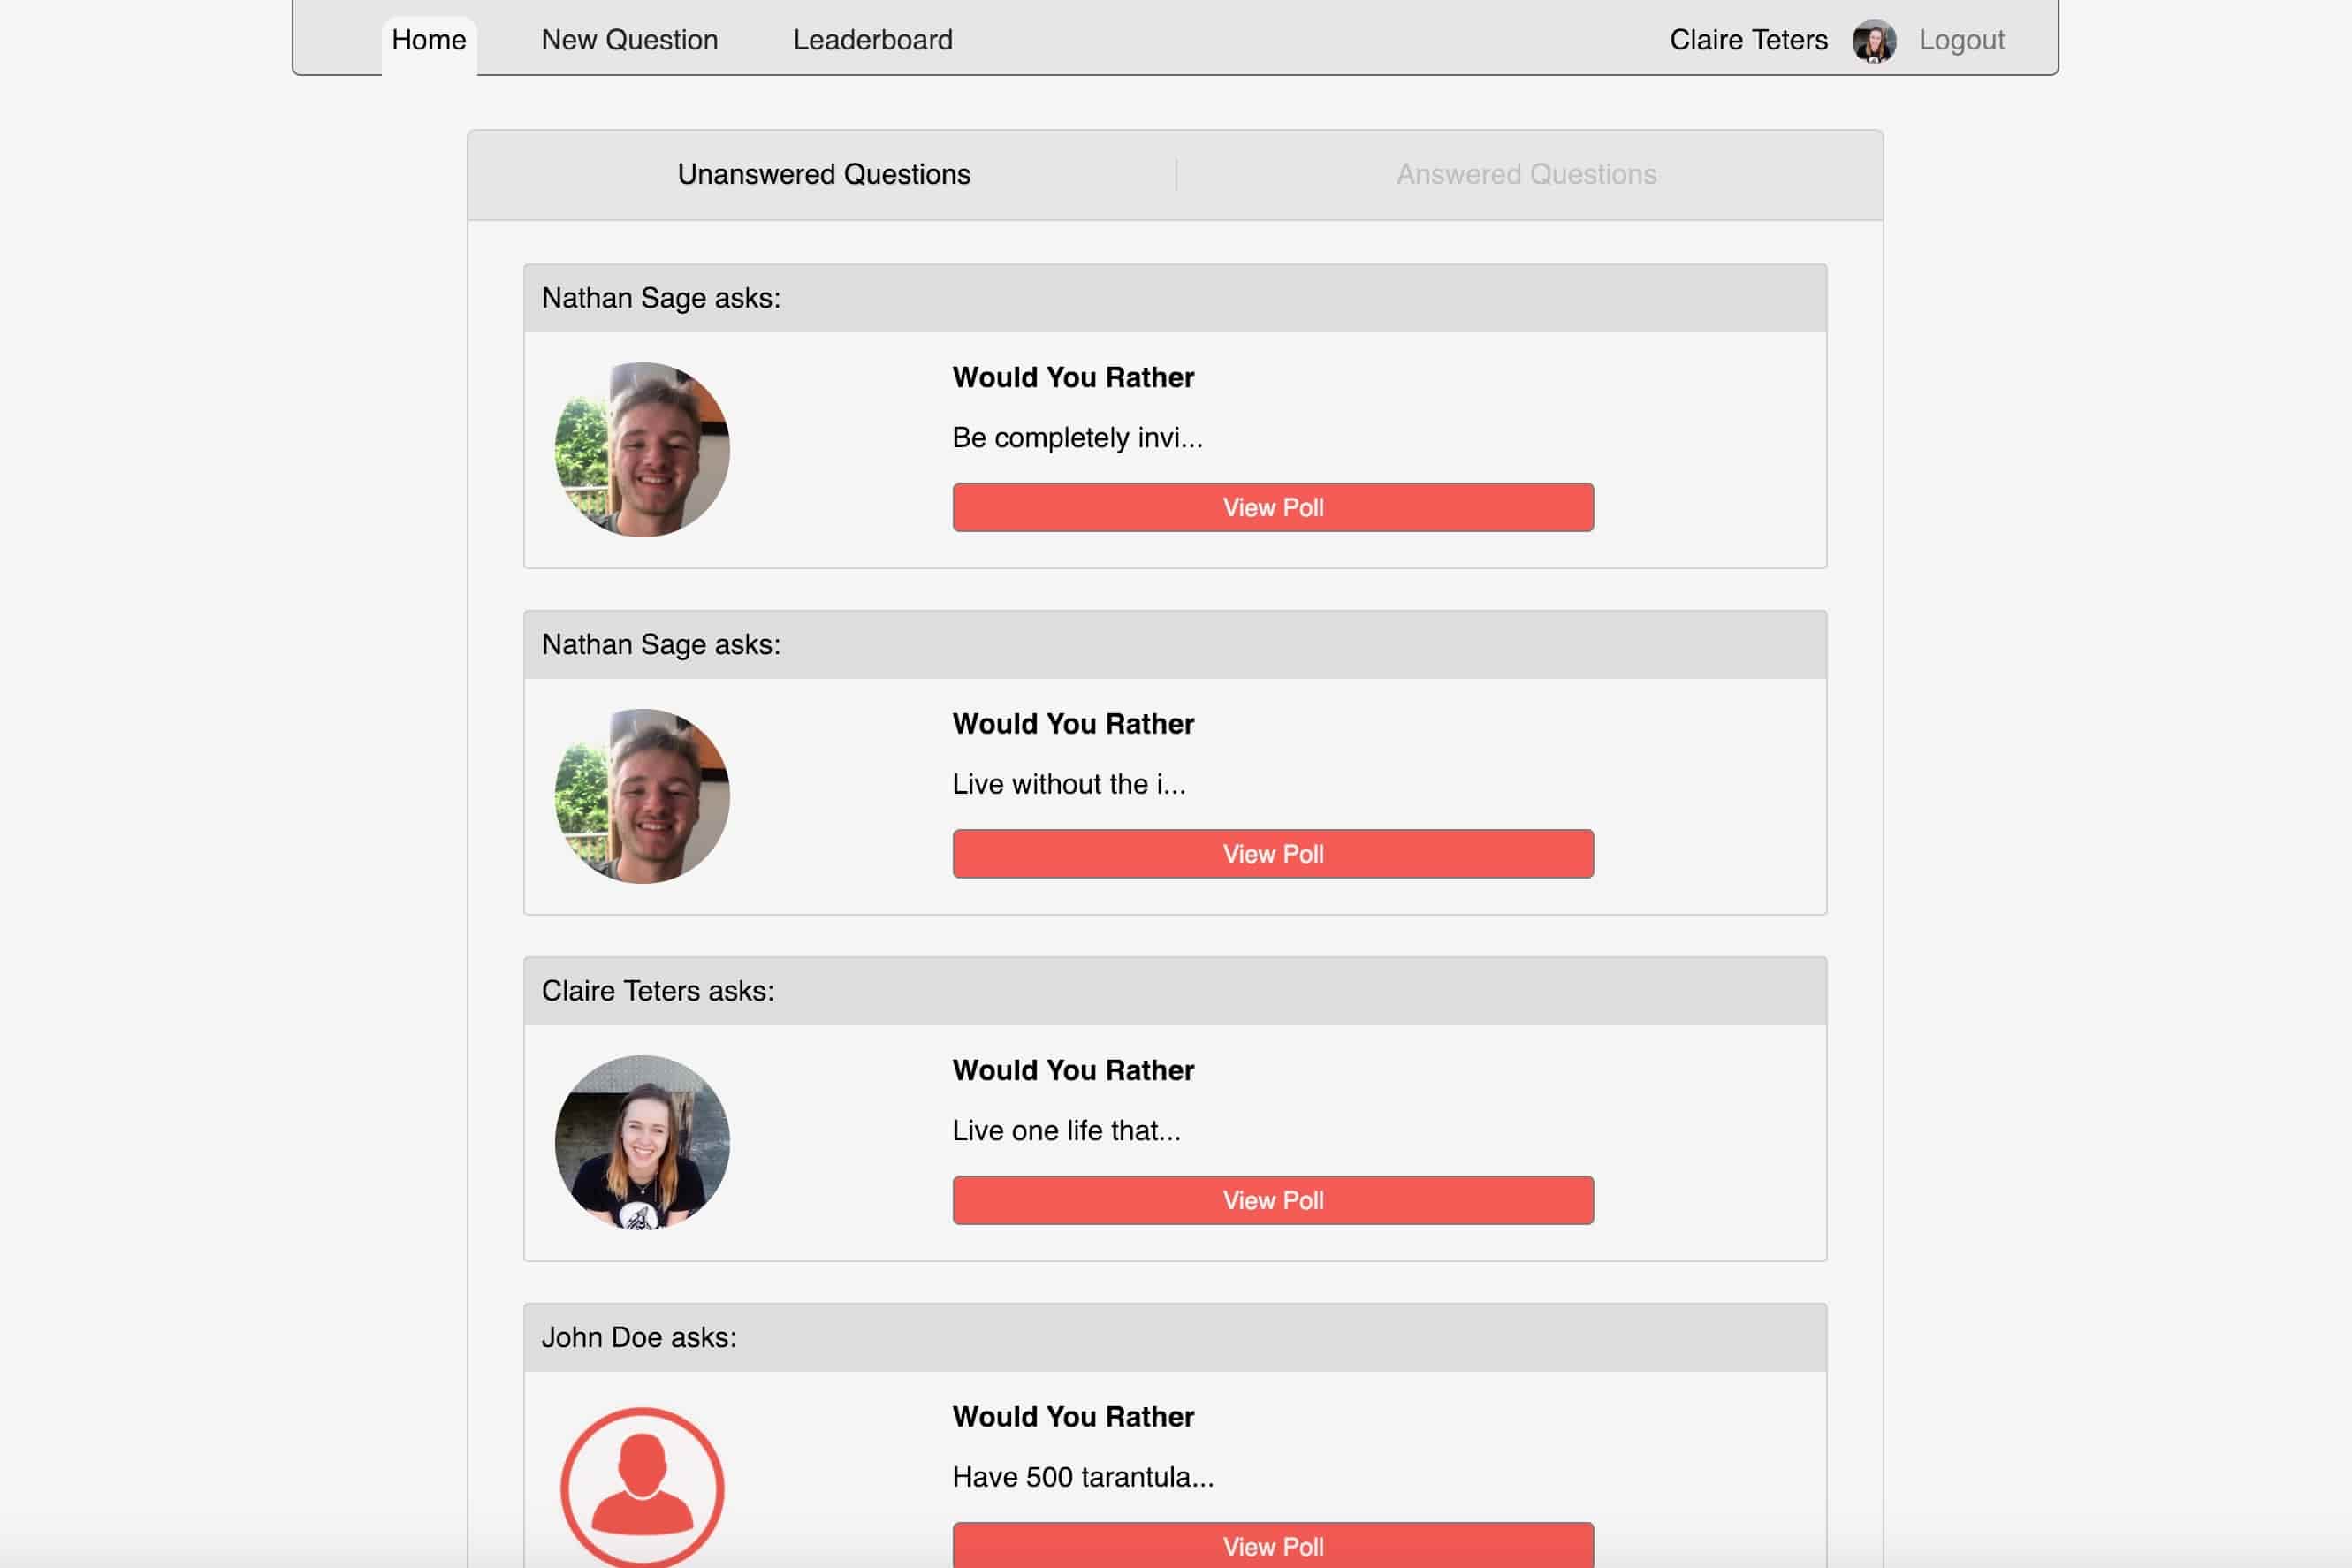 Home New Question Leaderboard Claire Teters Logout
Unanswered Questions Answered Questions
Nathan Sage asks:
Would You Rather
Be completely invi...
View Poll
Nathan Sage asks:
Would You Rather
Live without the i...
View Poll
Claire Teters asks:
Would You Rather
Live one life that...
View Poll
John Doe asks:
Would You Rather
Have 500 tarantula...
View Poll